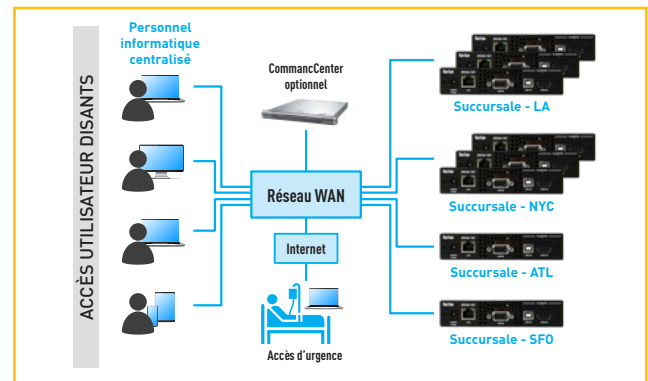 ACCÈS UTILISATEUR DISANTS
Personnel
informatique
centralisé
CommancCenter
optionnel
Réseau WAN
Internet
Accès d'urgence
Succursale - LA
Succursale - NYC
Succursale - ATL
Succursale - SFO